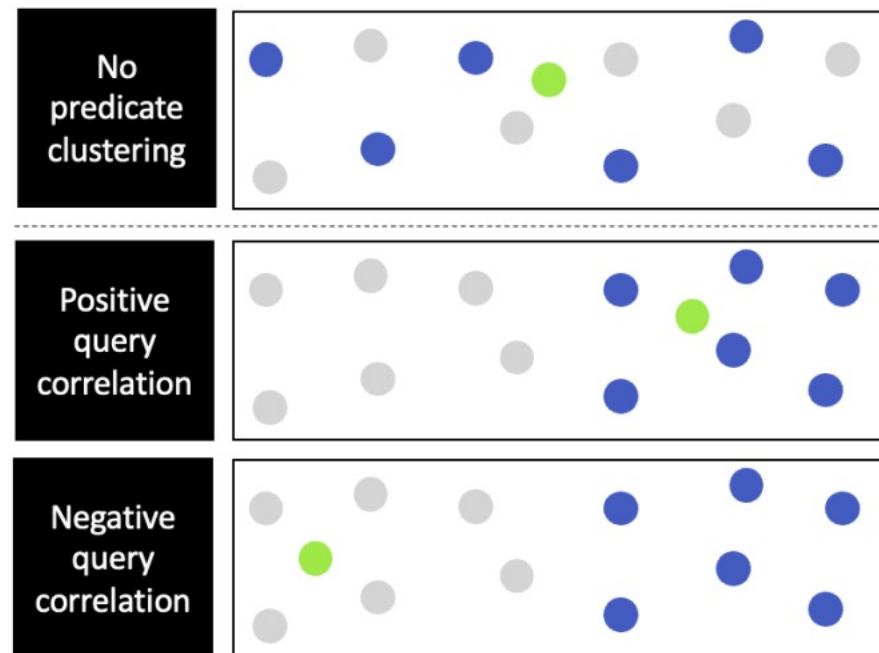 No
predicate
clustering
Positive
query
correlation
Negative
query
correlation